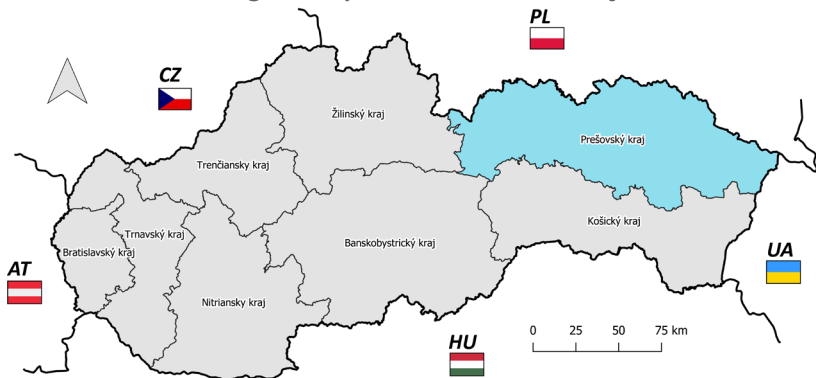 PL
CZ
Žilinský kraj
Prešovský kraj
Trenčiansky kraj
Košický kraj
Trnavský kraj
Banskobystrický kraj
Bratislavský kraj
UA
AT
Nitriansky kraj
HU
0 25 50 75 km